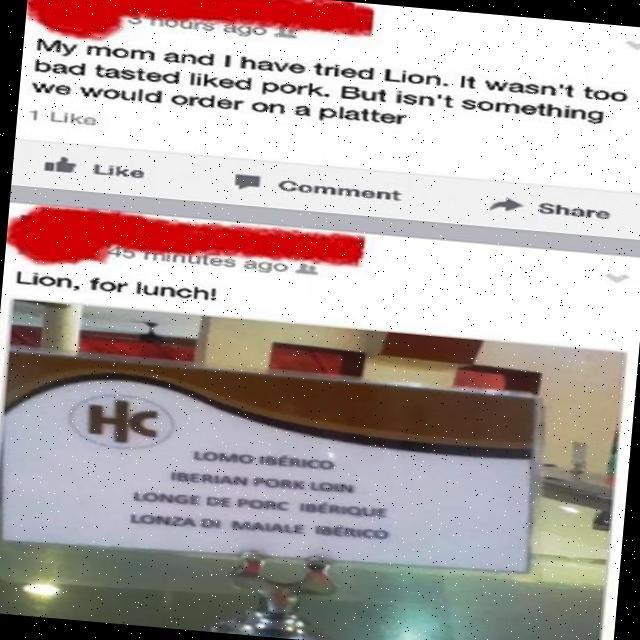 3 hours ago
My mom and I have tried Lion. It wasn't too
bad tasted liked pork. But isn't something
we would order on a platter
1 Like
Like Comment Share
45 minutes ago
Lion, for lunch!
Hc
LOMO IBÉRICO
IBERIAN PORK LOIN
LONGE DE PORC IBÉRIQUE
LONZA DI MAIALE IBÉRICO